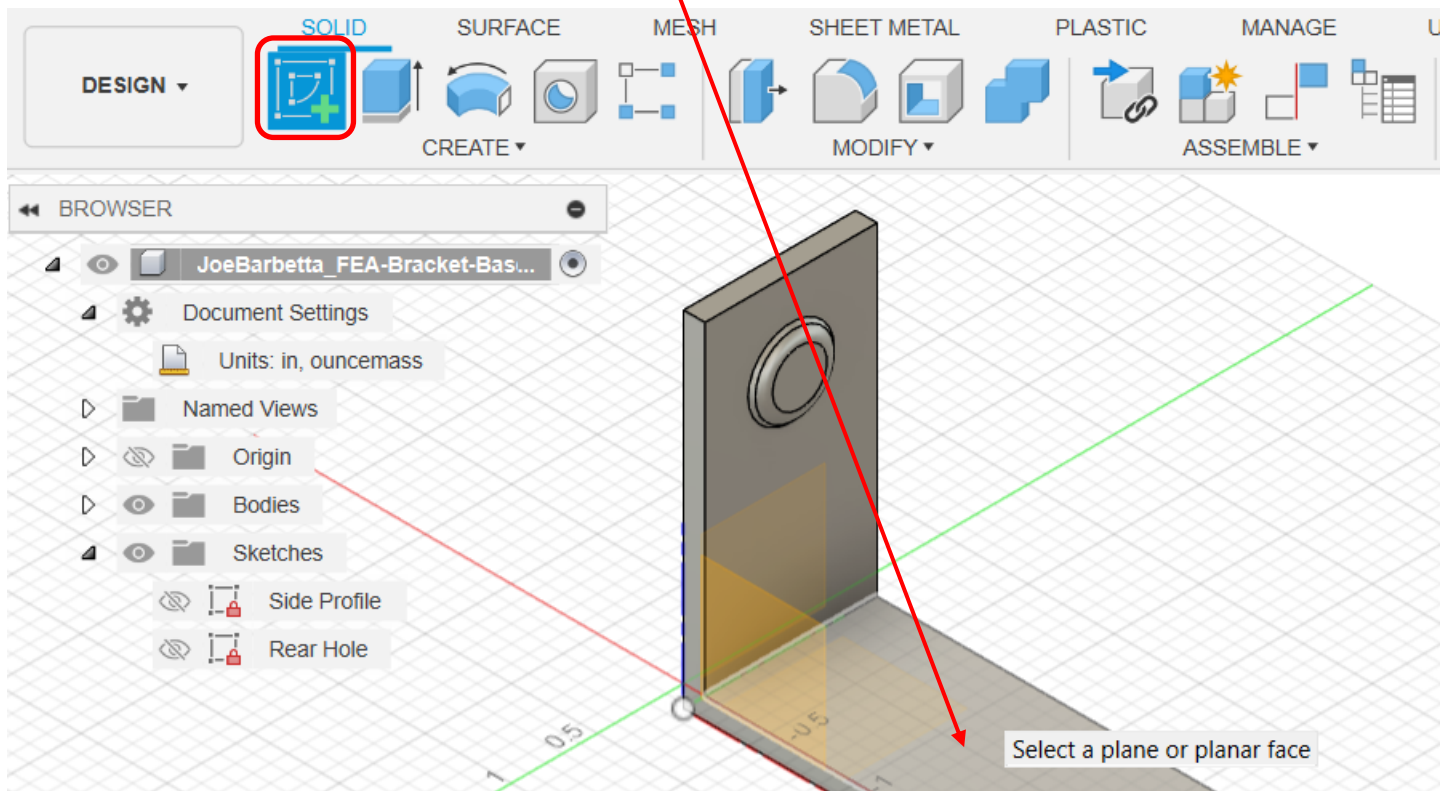 SOLID SURFACE MESH SHEET METAL PLASTIC MANAGE U
DESIGN
CREATE MODIFY ASSEMBLE
BROWSER
JoeBarbetta_FEA-Bracket-Bas...
Document Settings
Units: in, ouncemass
Named Views
Origin
Bodies
Sketches
Side Profile
Rear Hole
0.5
-0.5
1
-1
Select a plane or planar face